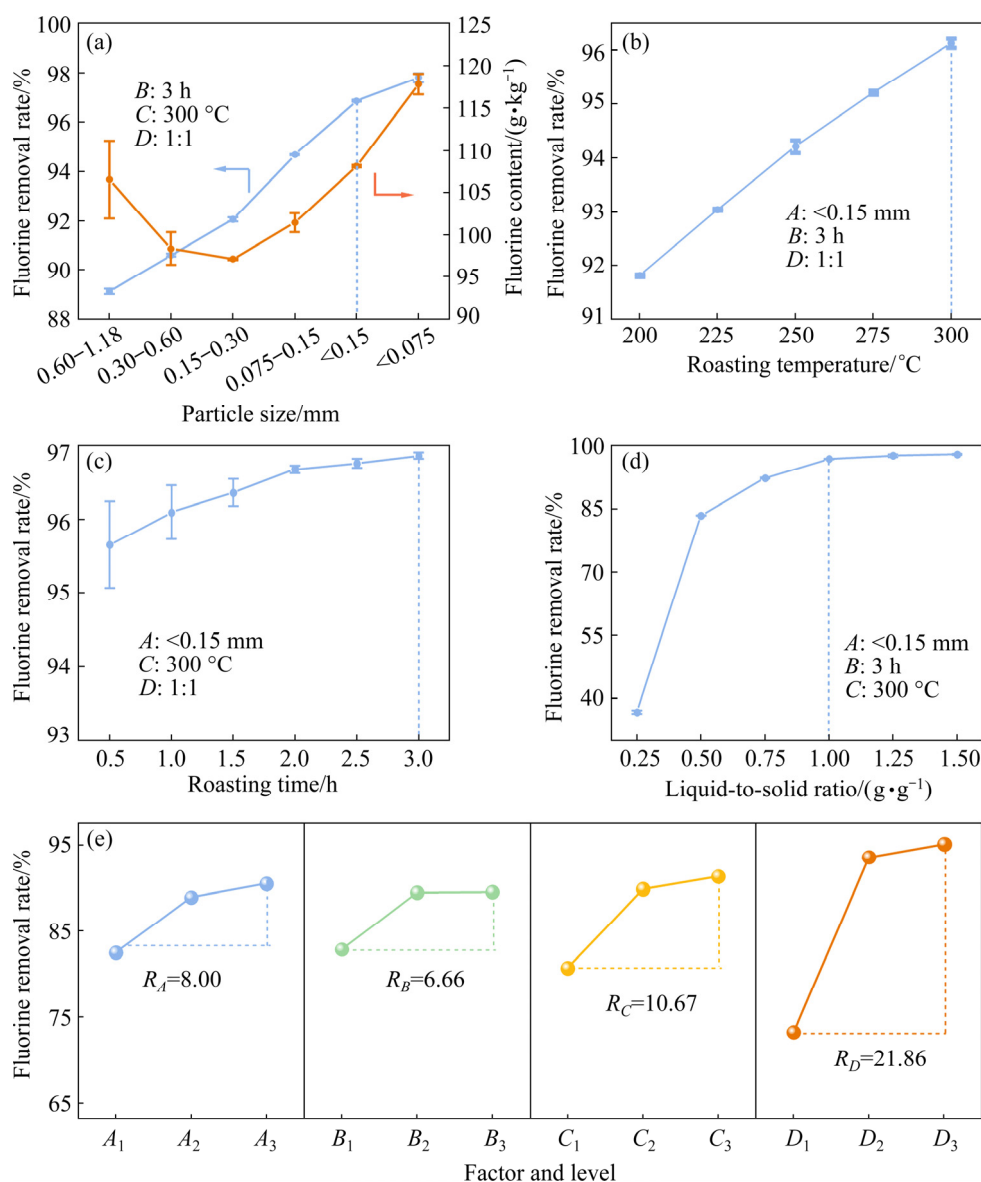 (a)
100
98
96
94
92
90
88
Fluorine removal rate/%
B: 3 h
C: 300 °C
D: 1:1
125
120
115
110
105
100
95
90
Fluorine content/(g•kg⁻¹)
0.60−1.18
0.30−0.60
0.15−0.30
0.075−0.15
<0.15
<0.075
Particle size/mm
(b)
96
95
94
93
92
91
Fluorine removal rate/%
A: <0.15 mm
B: 3 h
D: 1:1
200 225 250 275 300
Roasting temperature/°C
(c)
97
96
95
94
93
Fluorine removal rate/%
A: <0.15 mm
C: 300 °C
D: 1:1
0.5 1.0 1.5 2.0 2.5 3.0
Roasting time/h
(d)
100
85
70
55
40
Fluorine removal rate/%
A: <0.15 mm
B: 3 h
C: 300 °C
0.25 0.50 0.75 1.00 1.25 1.50
Liquid-to-solid ratio/(g•g⁻¹)
(e)
95
85
75
65
Fluorine removal rate/%
R_A=8.00
R_B=6.66
R_C=10.67
R_D=21.86
A₁ A₂ A₃ B₁ B₂ B₃ C₁ C₂ C₃ D₁ D₂ D₃
Factor and level